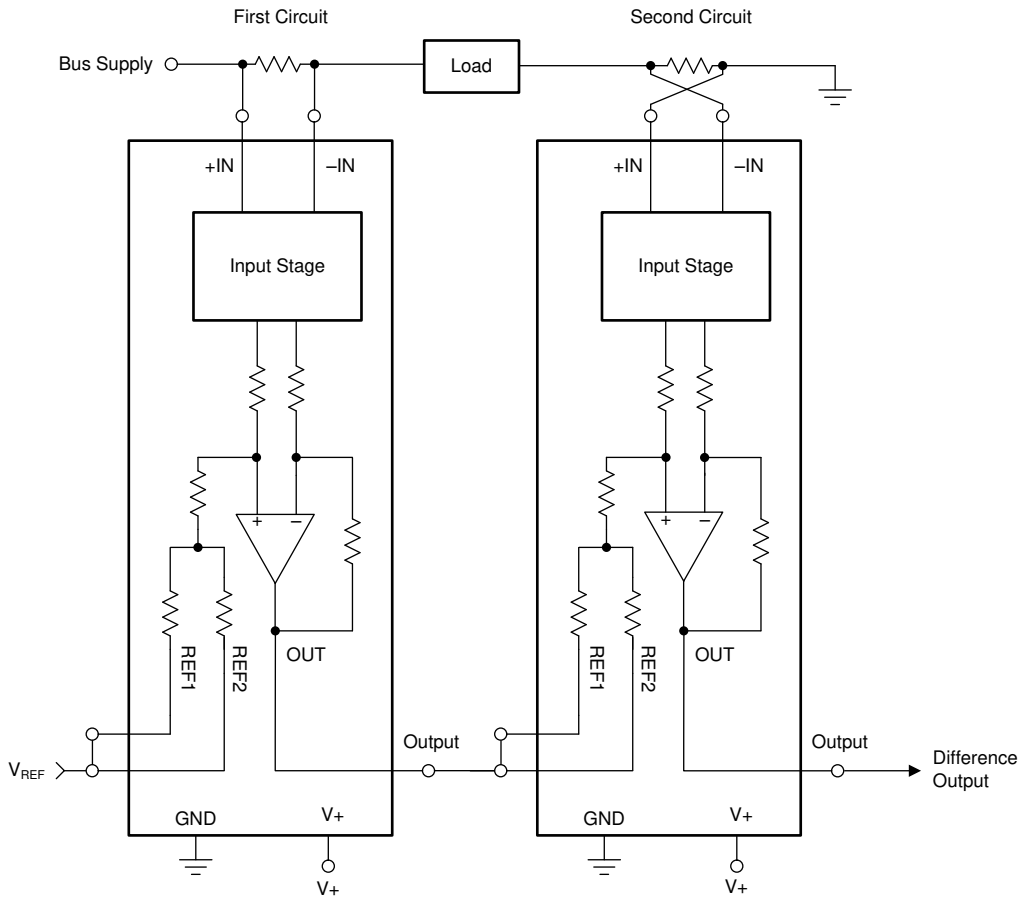 First Circuit
Second Circuit
Bus Supply
Load
+IN
–IN
+IN
–IN
Input Stage
Input Stage
+
–
+
–
REF1
REF2
OUT
REF1
REF2
OUT
Output
Output
VREF
Difference
Output
GND
V+
GND
V+
V+
V+